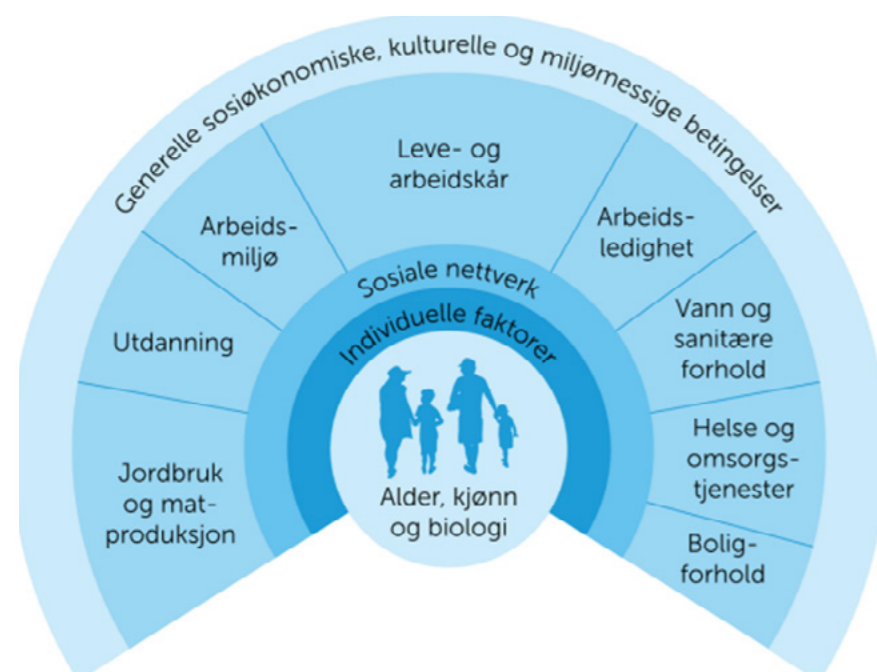 Generelle sosiøkonomiske, kulturelle og miljømessige betingelser
Leve- og
arbeidskår
Arbeids-
miljø
Arbeids-
ledighet
Utdanning
Vann og
sanitære
forhold
Jordbruk
og mat-
produksjon
Helse og
omsorgs-
tjenester
Bolig-
forhold
Sosiale nettverk
Individuelle faktorer
Alder, kjønn
og biologi